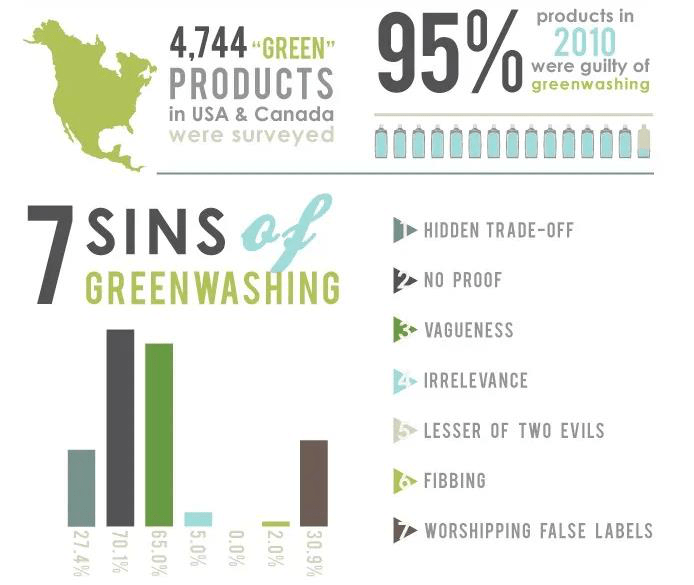 4,744 “GREEN”
PRODUCTS
in USA & Canada
were surveyed
95%
products in
2010
were guilty of
greenwashing
7 SINS of
GREENWASHING
1 HIDDEN TRADE-OFF
2 NO PROOF
3 VAGUENESS
4 IRRELEVANCE
5 LESSER OF TWO EVILS
6 FIBBING
7 WORSHIPPING FALSE LABELS
27.4%
70.1%
65.0%
5.0%
0.0%
2.0%
30.9%